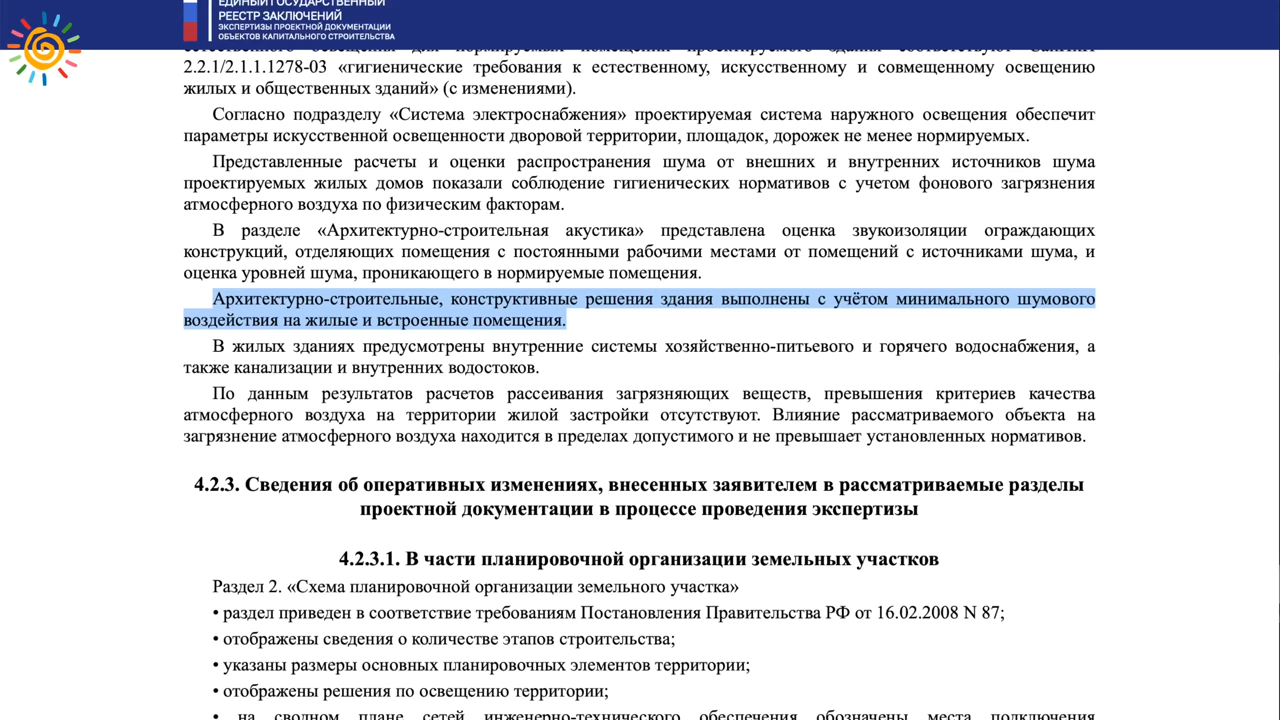 ЕДИНЫЙ ГОСУДАРСТВЕННЫЙ
РЕЕСТР ЗАКЛЮЧЕНИЙ
ЭКСПЕРТИЗЫ ПРОЕКТНОЙ ДОКУМЕНТАЦИИ
ОБЪЕКТОВ КАПИТАЛЬНОГО СТРОИТЕЛЬСТВА
2.2.1/2.1.1.1278-03 «гигиенические требования к естественному, искусственному и совмещенному освещению
жилых и общественных зданий» (с изменениями).
Согласно подразделу «Система электроснабжения» проектируемая система наружного освещения обеспечит
параметры искусственной освещенности дворовой территории, площадок, дорожек не менее нормируемых.
Представленные расчеты и оценки распространения шума от внешних и внутренних источников шума
проектируемых жилых домов показали соблюдение гигиенических нормативов с учетом фонового загрязнения
атмосферного воздуха по физическим факторам.
В разделе «Архитектурно-строительная акустика» представлена оценка звукоизоляции ограждающих
конструкций, отделяющих помещения с постоянными рабочими местами от помещений с источниками шума, и
оценка уровней шума, проникающего в нормируемые помещения.
Архитектурно-строительные, конструктивные решения здания выполнены с учётом минимального шумового
воздействия на жилые и встроенные помещения.
В жилых зданиях предусмотрены внутренние системы хозяйственно-питьевого и горячего водоснабжения, а
также канализации и внутренних водостоков.
По данным результатов расчетов рассеивания загрязняющих веществ, превышения критериев качества
атмосферного воздуха на территории жилой застройки отсутствуют. Влияние рассматриваемого объекта на
загрязнение атмосферного воздуха находится в пределах допустимого и не превышает установленных нормативов.
4.2.3. Сведения об оперативных изменениях, внесенных заявителем в рассматриваемые разделы
проектной документации в процессе проведения экспертизы
4.2.3.1. В части планировочной организации земельных участков
Раздел 2. «Схема планировочной организации земельного участка»
• раздел приведен в соответствие требованиям Постановления Правительства РФ от 16.02.2008 N 87;
• отображены сведения о количестве этапов строительства;
• указаны размеры основных планировочных элементов территории;
• отображены решения по освещению территории;
• на сводном плане сетей инженерно-технического обеспечения обозначены места подключения